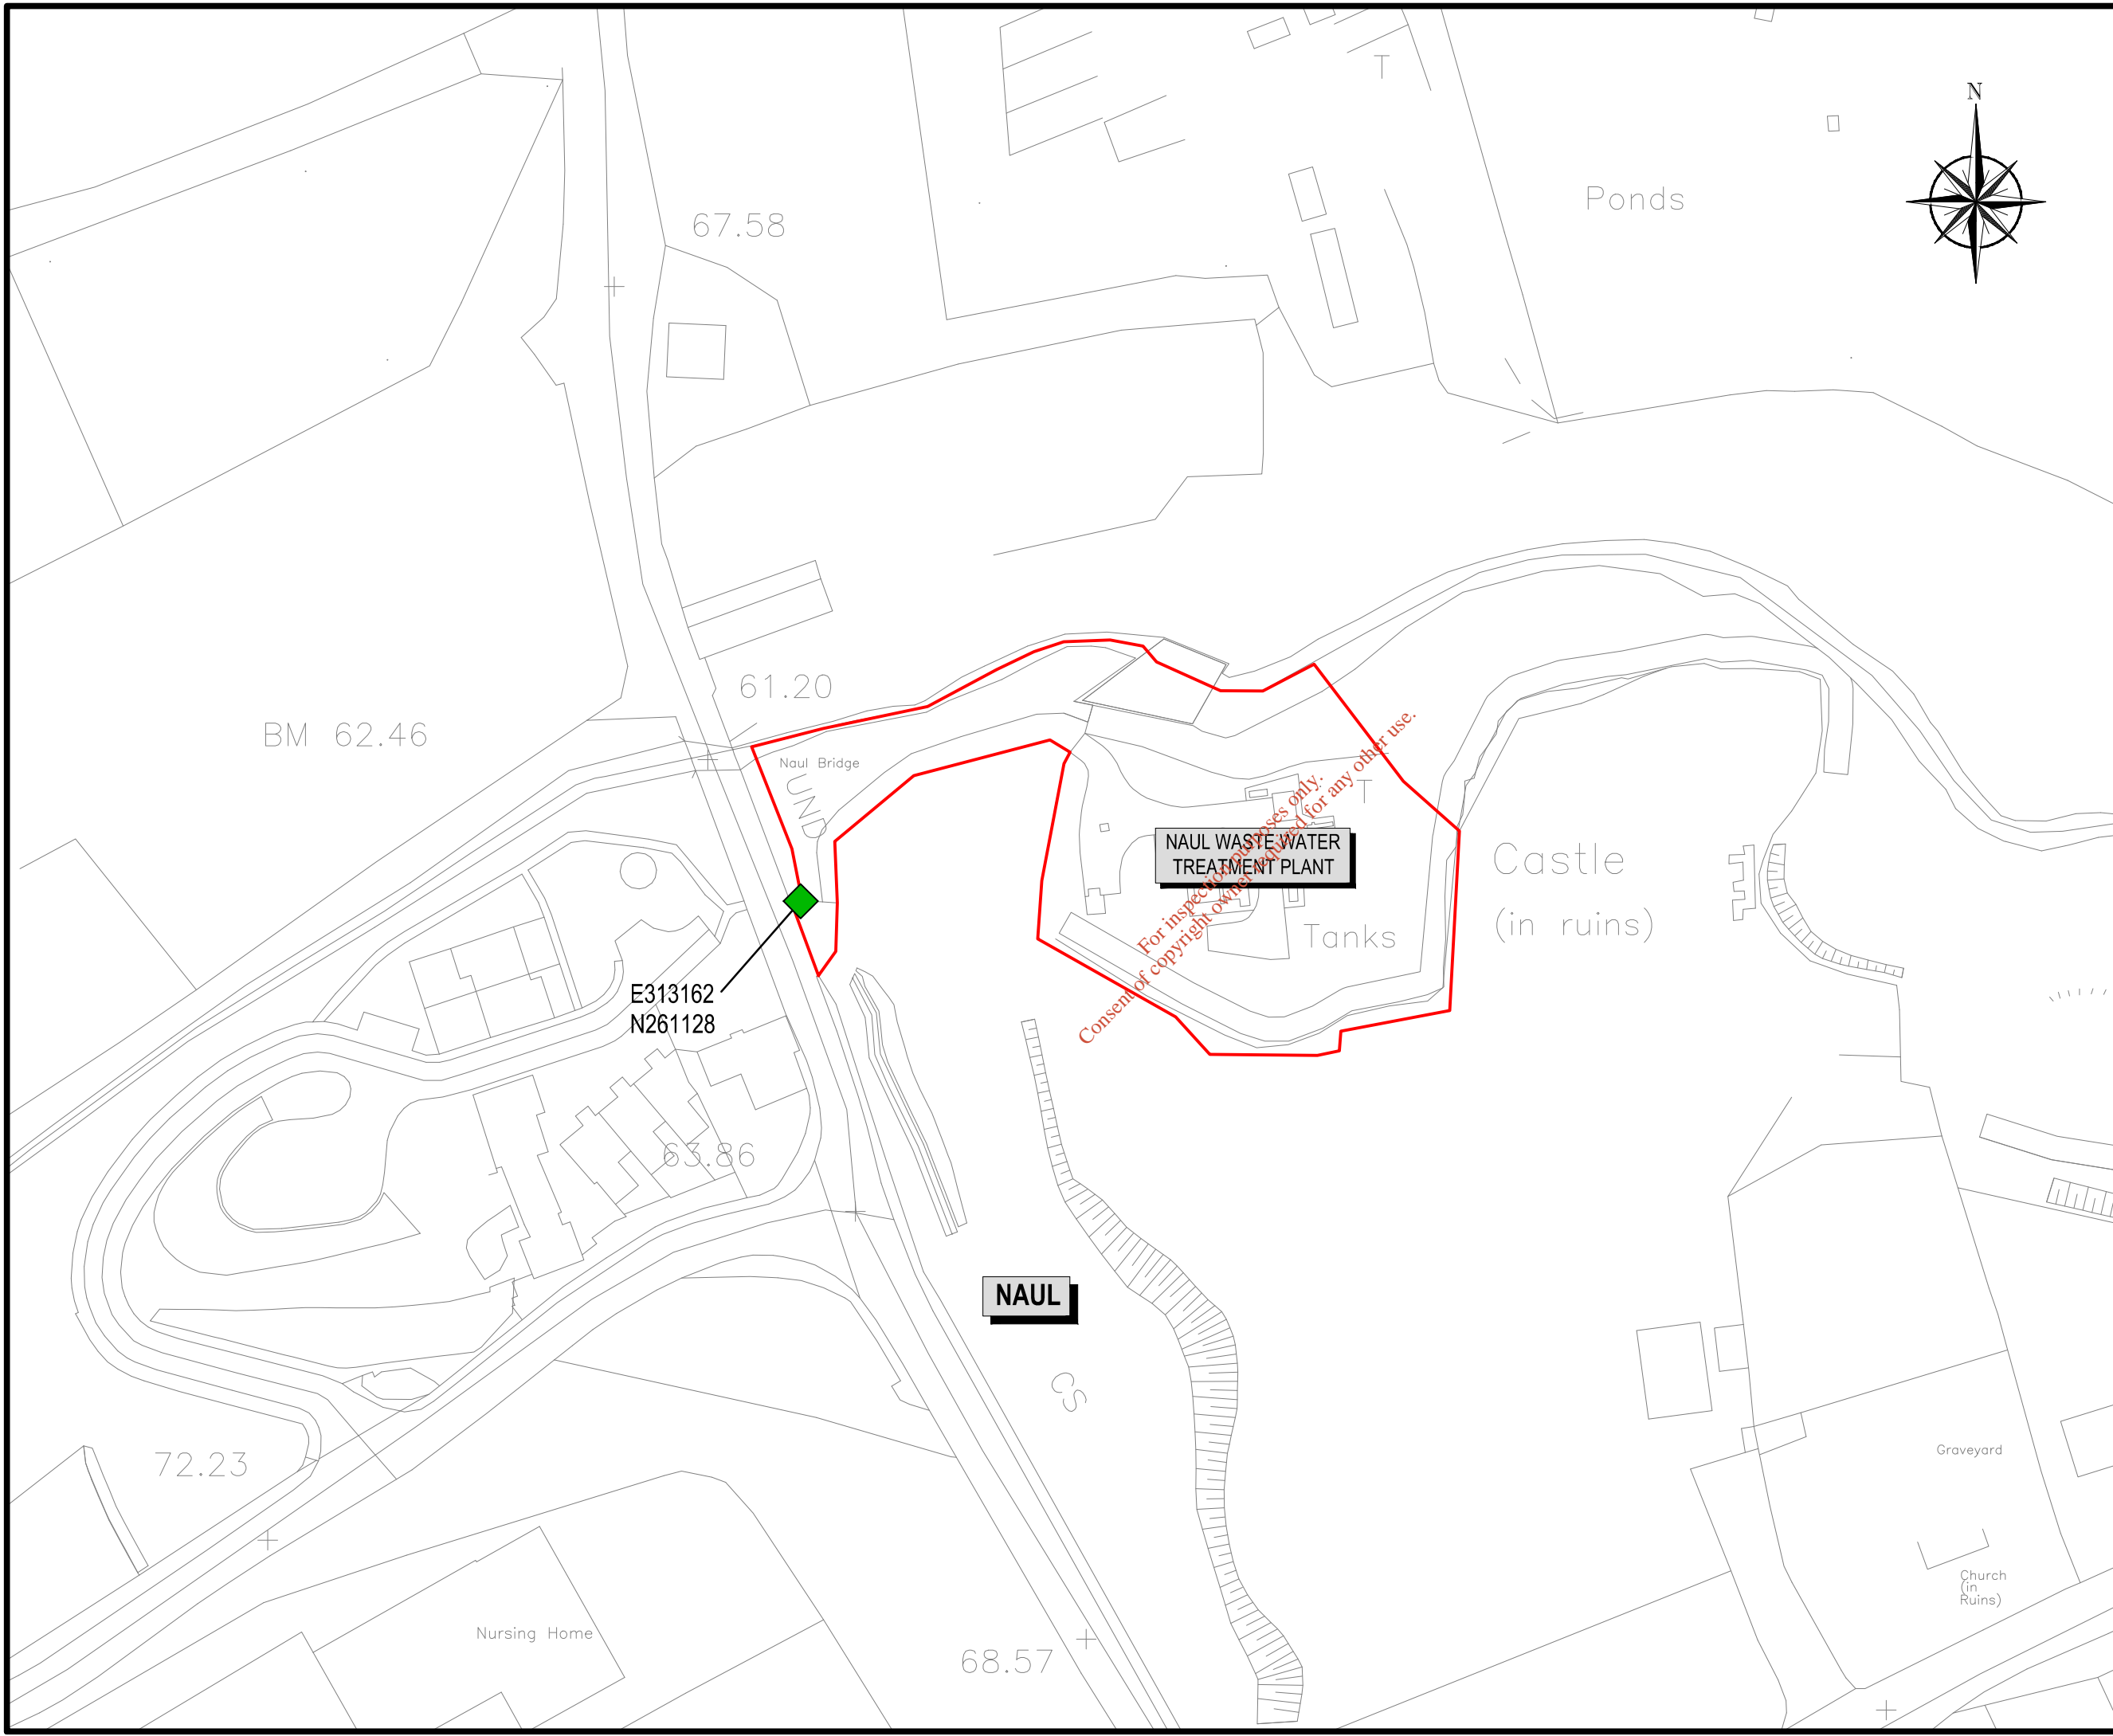 N
T
Ponds
67.58
61.20
BM 62.46
Naul Bridge
UND
T
NAUL WASTE WATER
TREATMENT PLANT
Castle
(in ruins)
Tanks
For inspection purposes only.
Consent of copyright owner required for any other use.
E313162
N261128
63.86
NAUL
CS
72.23
Graveyard
Church
(in
Ruins)
Nursing Home
68.57